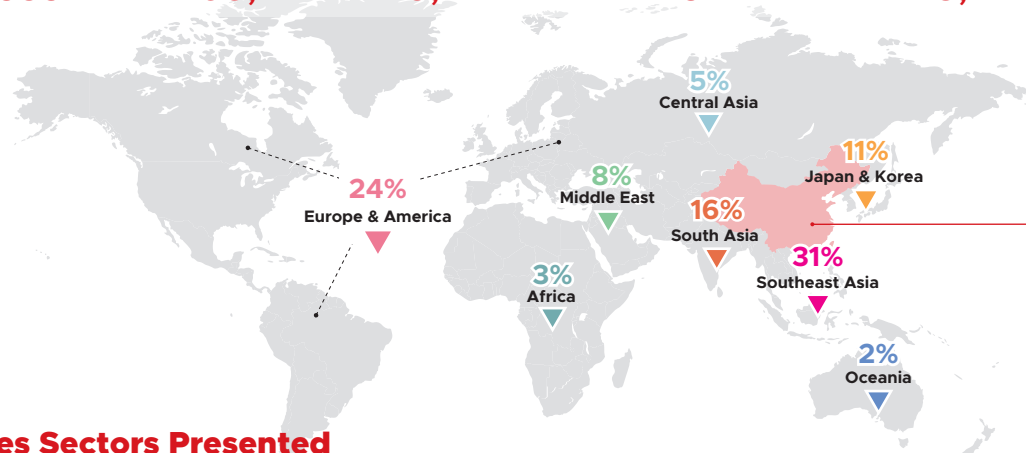 5%
Central Asia
11%
Japan & Korea
24%
Europe & America
8%
Middle East
16%
South Asia
31%
Southeast Asia
3%
Africa
2%
Oceania
es Sectors Presented